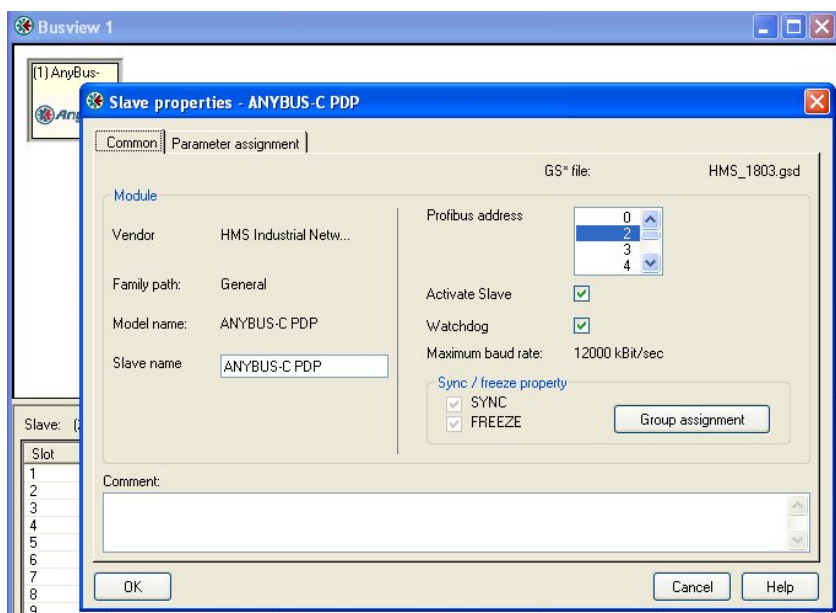 Busview 1
(1) AnyBus-
Slave properties - ANYBUS-C PDP
Common
Parameter assignment
GS* file: HMS_1803.gsd
Module
Vendor HMS Industrial Netw...
Family path: General
Model name: ANYBUS-C PDP
Slave name ANYBUS-C PDP
Profibus address
0
2
3
4
Activate Slave
Watchdog
Maximum baud rate: 12000 kBit/sec
Sync / freeze property
SYNC
FREEZE
Group assignment
Comment:
OK Cancel Help
Slave:
Slot
1
2
3
4
5
6
7
8
9